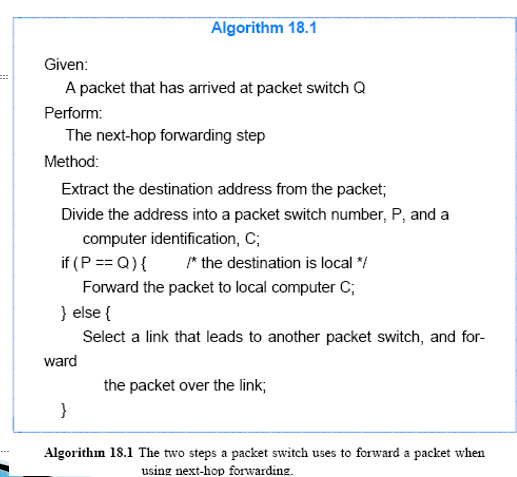 Algorithm 18.1
Given:
A packet that has arrived at packet switch Q
Perform:
The next-hop forwarding step
Method:
Extract the destination address from the packet;
Divide the address into a packet switch number, P, and a
computer identification, C;
if ( P == Q ) { /* the destination is local */
Forward the packet to local computer C;
} else {
Select a link that leads to another packet switch, and for-
ward
the packet over the link;
}
Algorithm 18.1 The two steps a packet switch uses to forward a packet when
using next-hop forwarding.